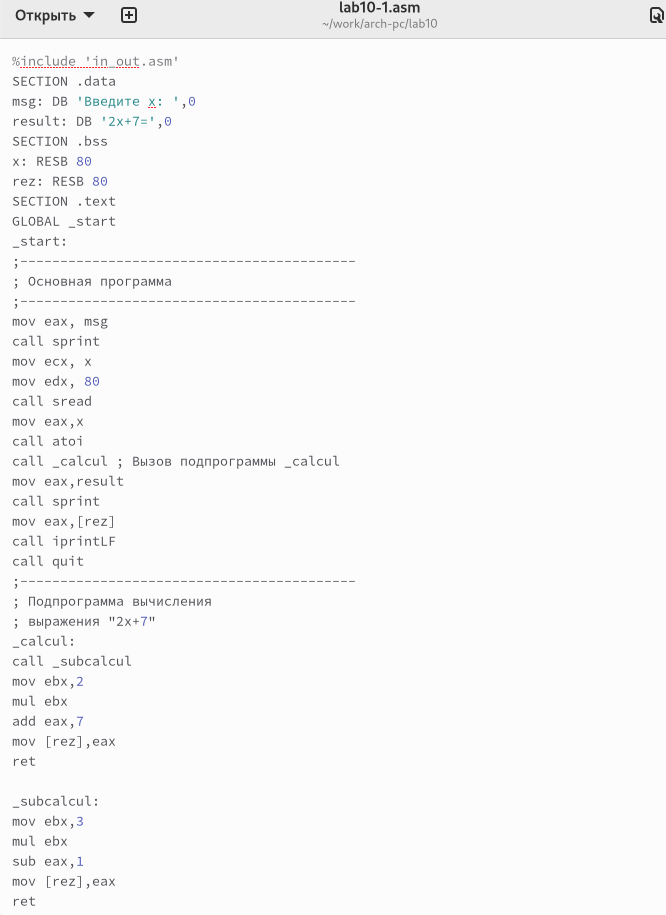 Открыть
lab10-1.asm
~/work/arch-pc/lab10
%include 'in_out.asm'
SECTION .data
msg: DB 'Введите x: ',0
result: DB '2x+7=',0
SECTION .bss
x: RESB 80
rez: RESB 80
SECTION .text
GLOBAL _start
_start:
;------------------------------------------
; Основная программа
;------------------------------------------
mov eax, msg
call sprint
mov ecx, x
mov edx, 80
call sread
mov eax,x
call atoi
call _calcul ; Вызов подпрограммы _calcul
mov eax,result
call sprint
mov eax,[rez]
call iprintLF
call quit
;------------------------------------------
; Подпрограмма вычисления
; выражения "2x+7"
_calcul:
call _subcalcul
mov ebx,2
mul ebx
add eax,7
mov [rez],eax
ret
_subcalcul:
mov ebx,3
mul ebx
sub eax,1
mov [rez],eax
ret